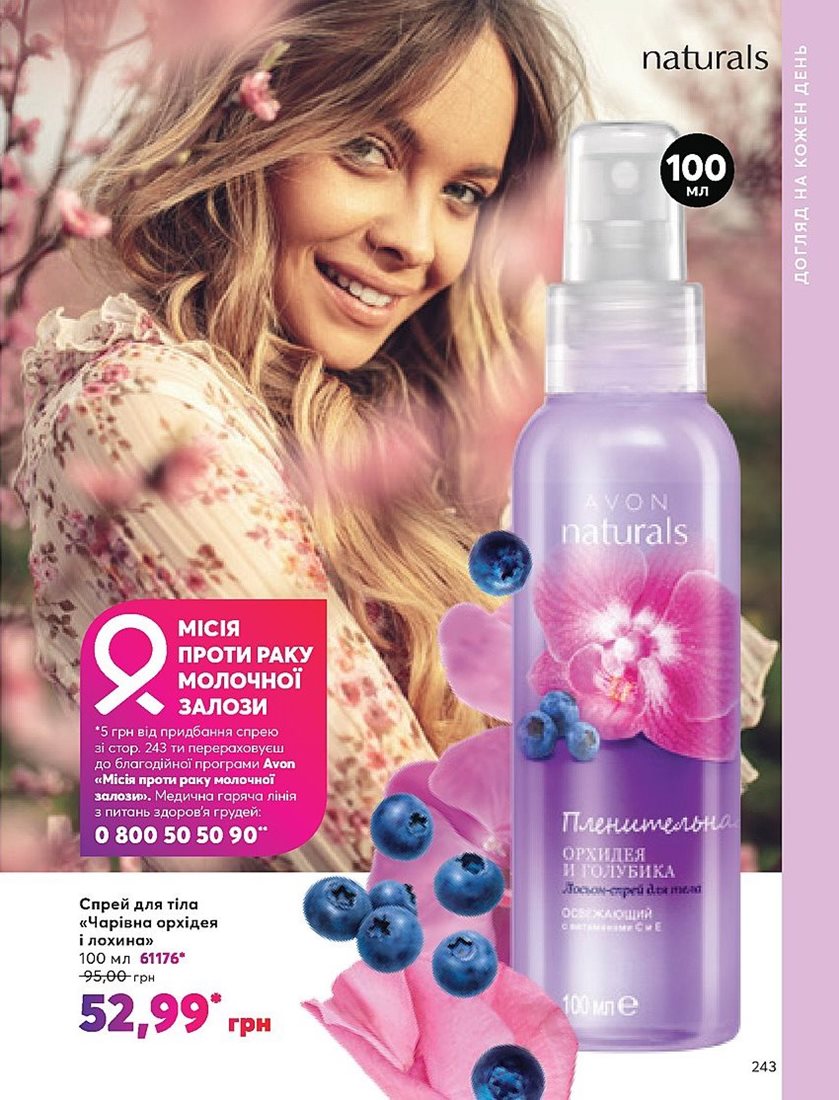 naturals
ДОГЛЯД НА КОЖЕН ДЕНЬ
100
МЛ
AVON
naturals
МІСІЯ
ПРОТИ РАКУ
МОЛОЧНОЇ
ЗАЛОЗИ
*5 грн від придбання спрею
зі стор. 243 ти перераховуєш
до благодійної програми Avon
«Місія проти раку молочної
залози». Медична гаряча лінія
з питань здоров'я грудей:
0 800 50 50 90**
Пленительная
ОРХИДЕЯ
И ГОЛУБИКА
Лосьон-спрей для тела
ОСВЕЖАЮЩИЙ
с витаминами С и Е
100 мл e
Спрей для тіла
«Чарівна орхідея
і лохина»
100 мл 61176*
95,00 грн
52,99* грн
243